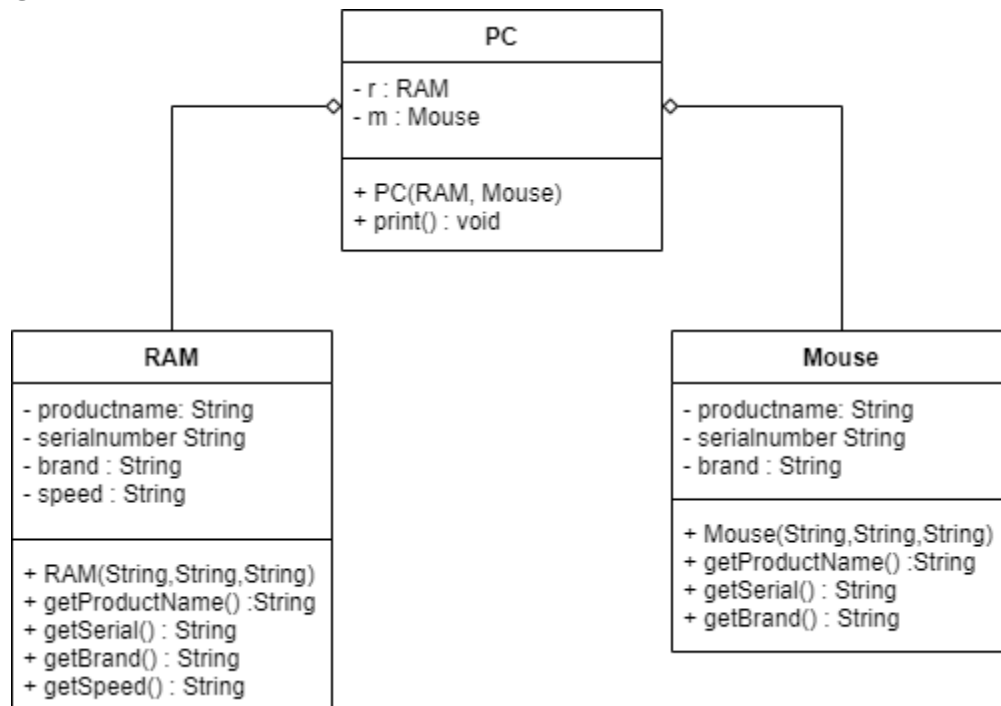 PC
- r : RAM
- m : Mouse
+ PC(RAM, Mouse)
+ print() : void
RAM
- productname: String
- serialnumber String
- brand : String
- speed : String
+ RAM(String,String,String)
+ getProductName() :String
+ getSerial() : String
+ getBrand() : String
+ getSpeed() : String
Mouse
- productname: String
- serialnumber String
- brand : String
+ Mouse(String,String,String)
+ getProductName() :String
+ getSerial() : String
+ getBrand() : String